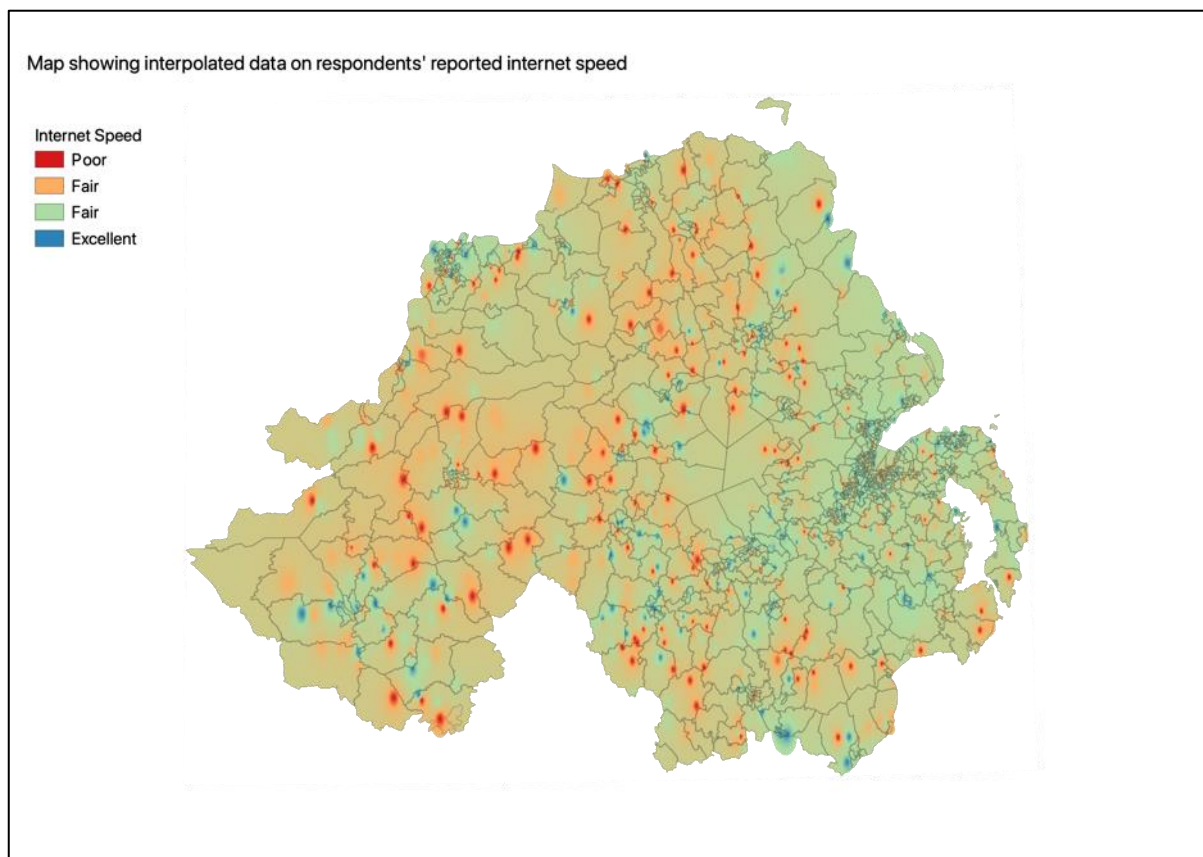 Map showing interpolated data on respondents' reported internet speed
Internet Speed
Poor
Fair
Fair
Excellent